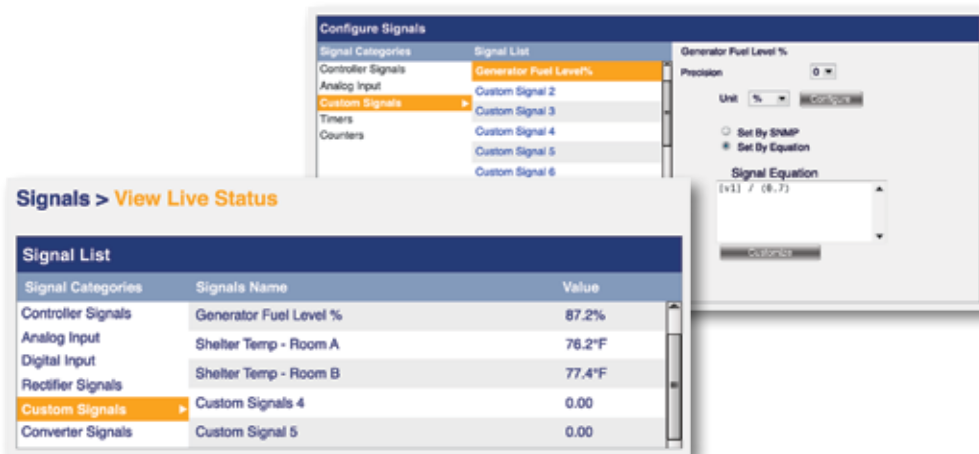 Configure Signals
Signal Categories
Signal List
Generator Fuel Level %
Controller Signals
Analog Input
Custom Signals
Timers
Counters
Generator Fuel Level%
Custom Signal 2
Custom Signal 3
Custom Signal 4
Custom Signal 5
Custom Signal 6
Precision 0
Unit % Configure
Set By SNMP
Set By Equation
Signal Equation
[v1] / (0.7)
Customize
Signals > View Live Status
Signal List
Signal Categories Signals Name Value
Controller Signals
Analog Input
Digital Input
Rectifier Signals
Custom Signals
Converter Signals
Generator Fuel Level % 87.2%
Shelter Temp - Room A 76.2°F
Shelter Temp - Room B 77.4°F
Custom Signals 4 0.00
Custom Signal 5 0.00